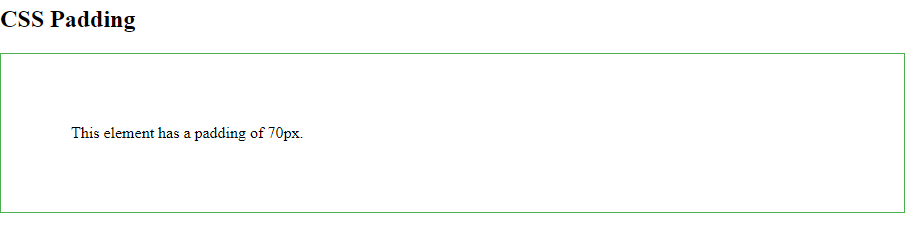 CSS Padding
This element has a padding of 70px.